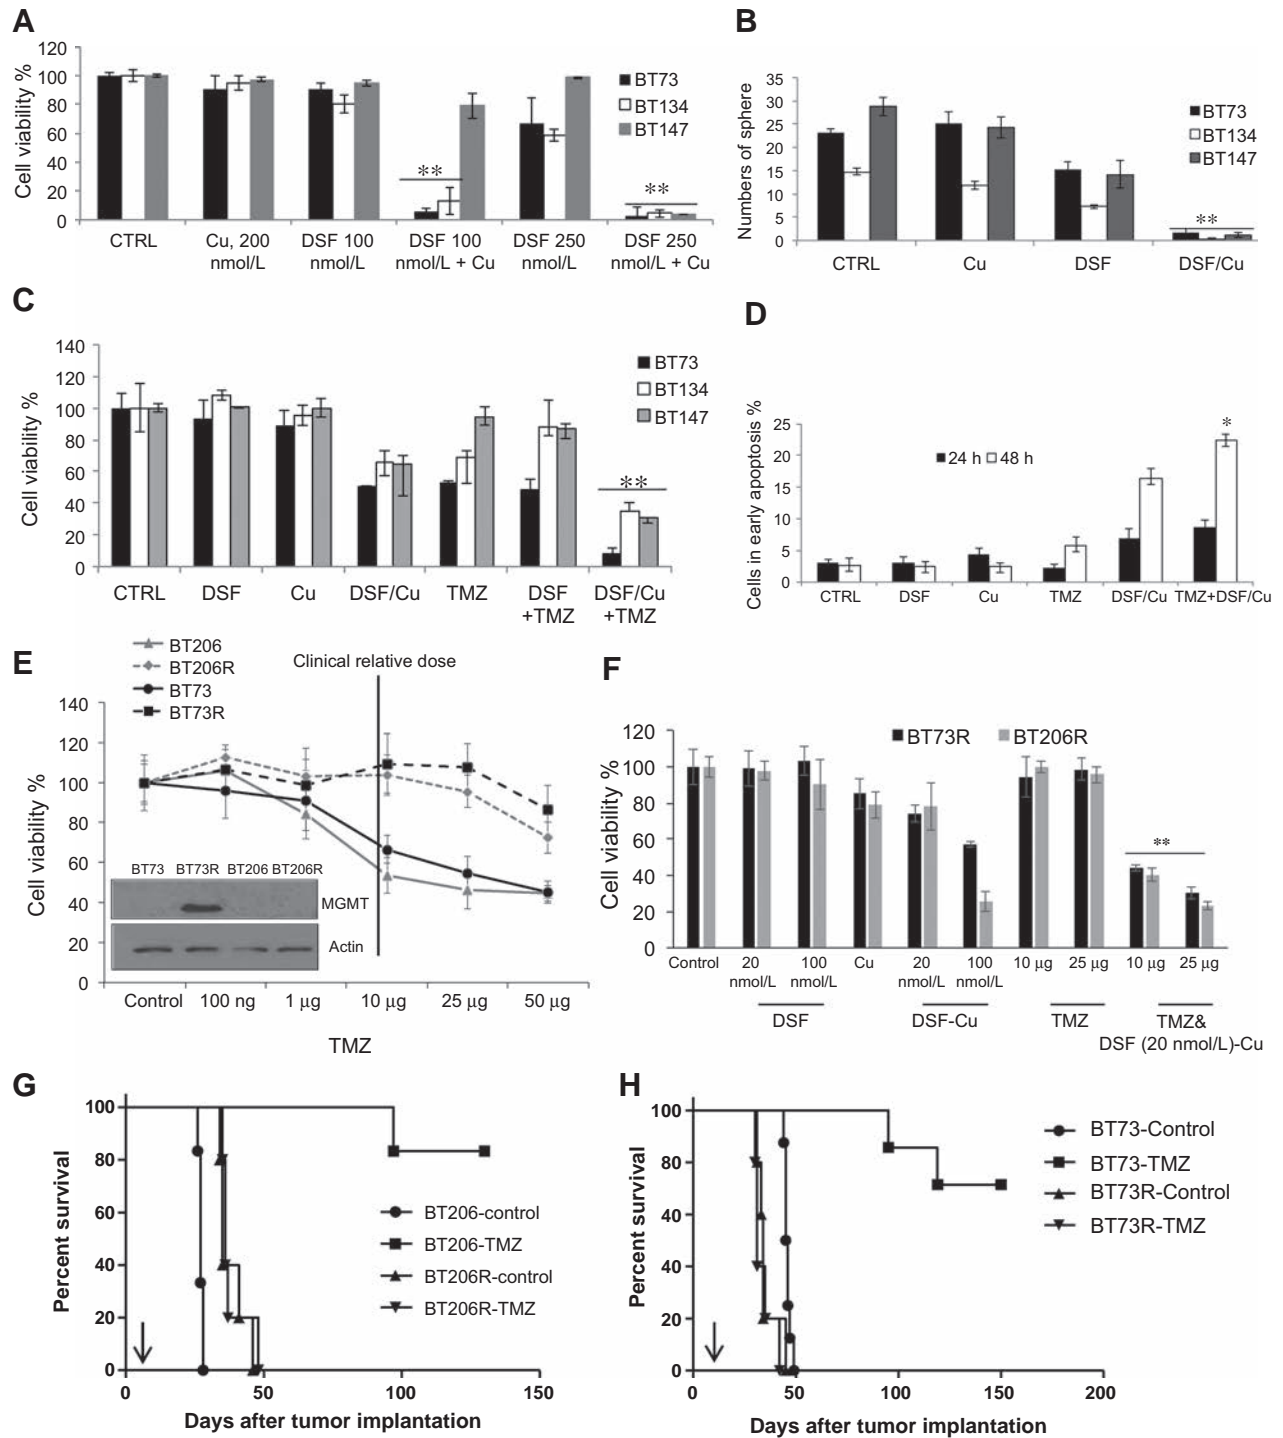 A
Cell viability %
120
100
80
60
40
20
0
BT73
BT134
BT147
**
**
CTRL
Cu, 200
nmol/L
DSF 100
nmol/L
DSF 100
nmol/L + Cu
DSF 250
nmol/L
DSF 250
nmol/L + Cu
B
Numbers of sphere
35
30
25
20
15
10
5
0
BT73
BT134
BT147
**
CTRL
Cu
DSF
DSF/Cu
C
Cell viability %
140
120
100
80
60
40
20
0
BT73
BT134
BT147
**
CTRL
DSF
Cu
DSF/Cu
TMZ
DSF
+TMZ
DSF/Cu
+TMZ
D
Cells in early apoptosis %
25
20
15
10
5
0
24 h
48 h
*
CTRL
DSF
Cu
TMZ
DSF/Cu
TMZ+DSF/Cu
E
BT206
BT206R
BT73
BT73R
Clinical relative dose
Cell viability %
140
120
100
80
60
40
20
0
BT73 BT73R BT206 BT206R
MGMT
Actin
Control
100 ng
1 µg
10 µg
25 µg
50 µg
TMZ
F
Cell viability %
120
100
80
60
40
20
0
BT73R
BT206R
**
Control
20
nmol/L
100
nmol/L
Cu
20
nmol/L
100
nmol/L
10 µg
25 µg
10 µg
25 µg
DSF
DSF-Cu
TMZ
TMZ&
DSF (20 nmol/L)-Cu
G
Percent survival
100
80
60
40
20
0
BT206-control
BT206-TMZ
BT206R-control
BT206R-TMZ
0
50
100
150
Days after tumor implantation
H
Percent survival
100
80
60
40
20
0
BT73-Control
BT73-TMZ
BT73R-Control
BT73R-TMZ
0
50
100
150
200
Days after tumor implantation